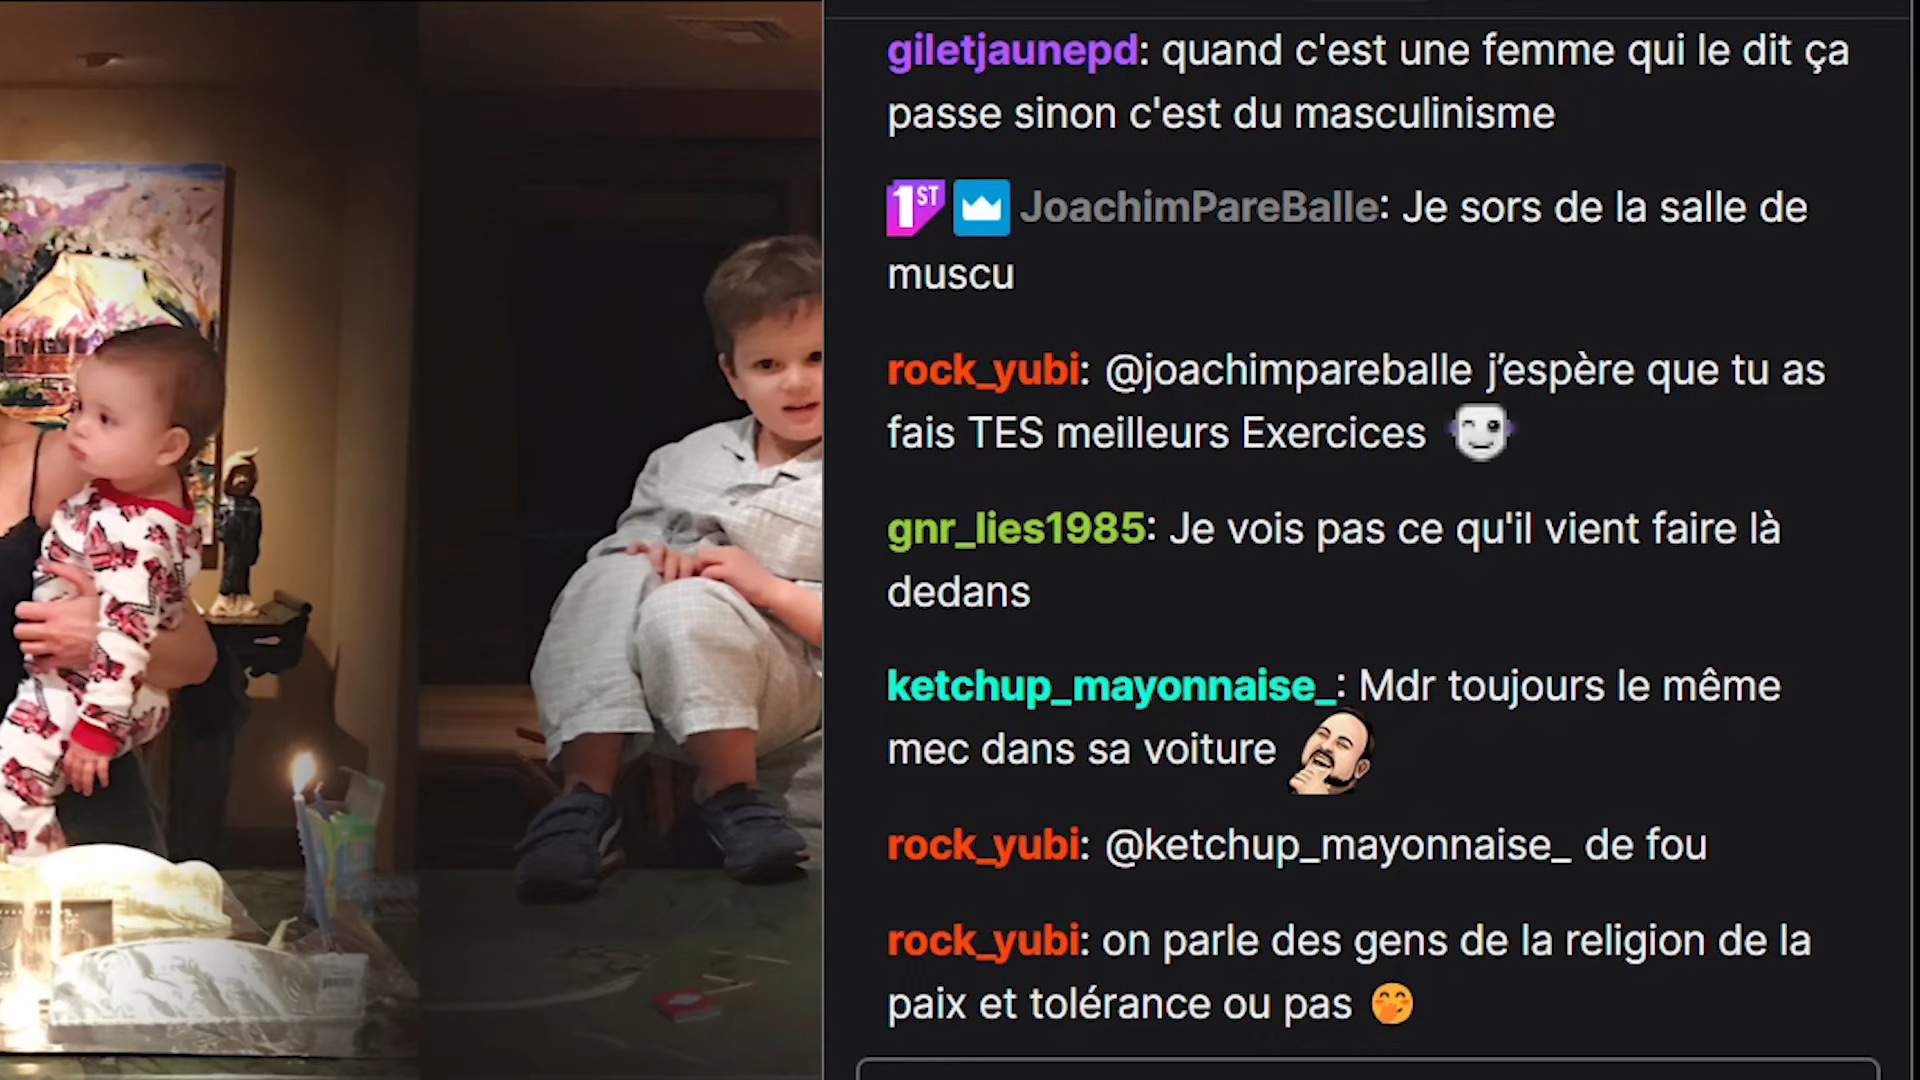 giletjaunepd: quand c'est une femme qui le dit ça
passe sinon c'est du masculinisme
1ST JoachimPareBalle: Je sors de la salle de
muscu
rock_yubi: @joachimpareballe j’espère que tu as
fais TES meilleurs Exercices
gnr_lies1985: Je vois pas ce qu'il vient faire là
dedans
ketchup_mayonnaise_: Mdr toujours le même
mec dans sa voiture
rock_yubi: @ketchup_mayonnaise_ de fou
rock_yubi: on parle des gens de la religion de la
paix et tolérance ou pas